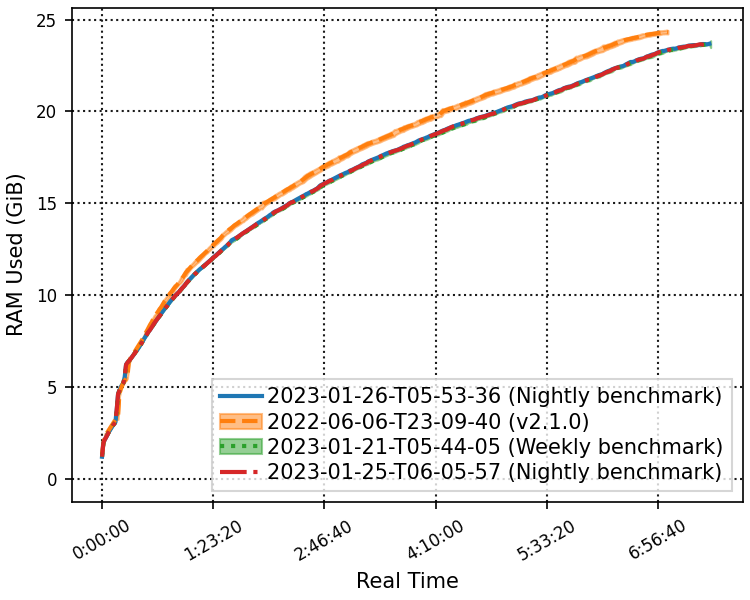 25
20
15
10
5
0
RAM Used (GiB)
2023-01-26-T05-53-36 (Nightly benchmark)
2022-06-06-T23-09-40 (v2.1.0)
2023-01-21-T05-44-05 (Weekly benchmark)
2023-01-25-T06-05-57 (Nightly benchmark)
0:00:00
1:23:20
2:46:40
4:10:00
5:33:20
6:56:40
Real Time